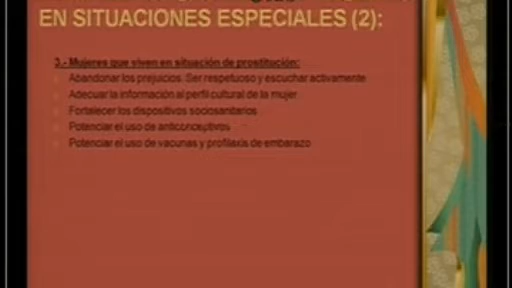 EN SITUACIONES ESPECIALES (2):
3.- Mujeres que viven en situación de prostitución:
Abandonar los prejuicios. Ser respetuoso y escuchar activamente
Adecuar la información al perfil cultural de la mujer
Fortalecer los dispositivos sociosanitarios
Potenciar el uso de anticonceptivos
Potenciar el uso de vacunas y profilaxis de embarazo